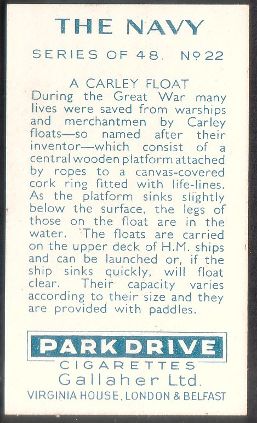 THE NAVY
SERIES OF 48. No 22
A CARLEY FLOAT
During the Great War many
lives were saved from warships
and merchantmen by Carley
floats—so named after their
inventor—which consist of a
central wooden platform attached
by ropes to a canvas-covered
cork ring fitted with life-lines.
As the platform sinks slightly
below the surface, the legs of
those on the float are in the
water. The floats are carried
on the upper deck of H.M. ships
and can be launched or, if the
ship sinks quickly, will float
clear. Their capacity varies
according to their size and they
are provided with paddles.
PARK DRIVE
CIGARETTES
Gallaher Ltd.
VIRGINIA HOUSE, LONDON & BELFAST